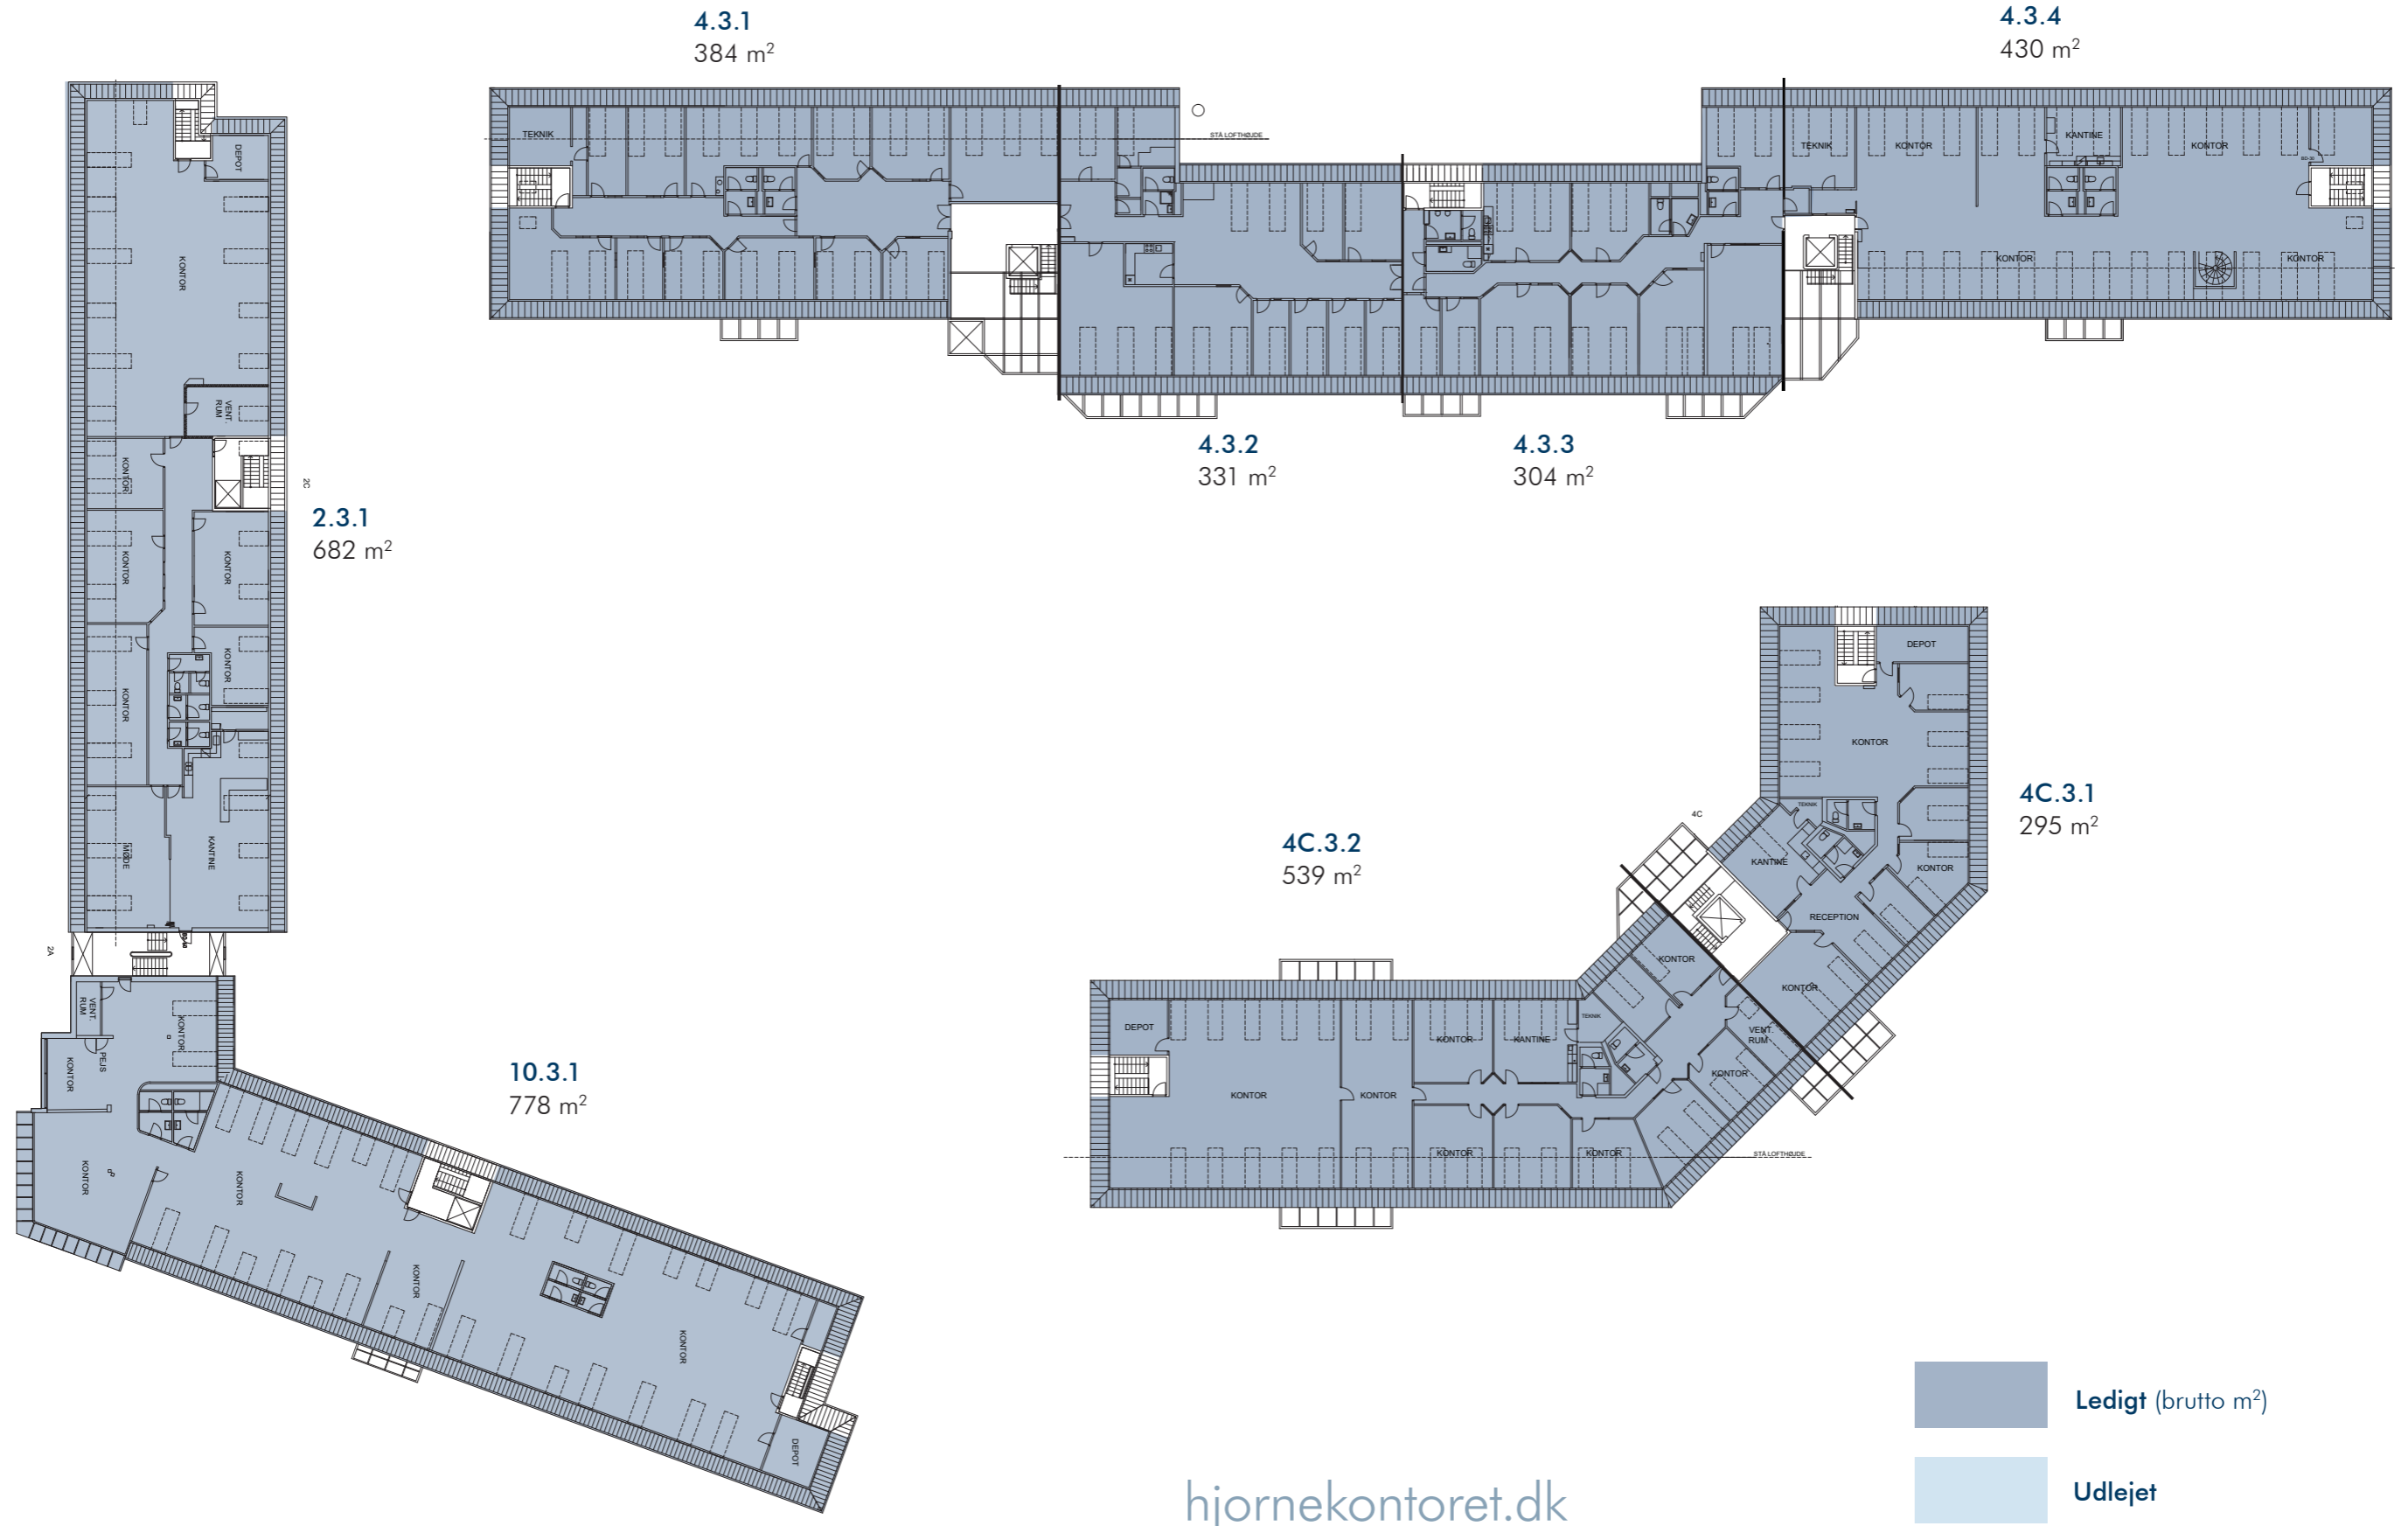 4.3.1
384 m²
4.3.4
430 m²
TEKNIK
STÅ LOFTHØJDE
TEKNIK
KONTOR
KANTINE
KONTOR
BD-30
KONTOR
KONTOR
4.3.2
331 m²
4.3.3
304 m²
DEPOT
KONTOR
VENT.
RUM
KONTOR
2C
2.3.1
682 m²
KONTOR
KONTOR
KONTOR
KONTOR
MØDE
KANTINE
2A
VENT.
RUM
KONTOR
PEJS
KONTOR
KONTOR
KONTOR
10.3.1
778 m²
KONTOR
KONTOR
DEPOT
DEPOT
KONTOR
4C.3.1
295 m²
4C
TEKNIK
KANTINE
KONTOR
RECEPTION
KONTOR
4C.3.2
539 m²
KONTOR
VENT.
RUM
KONTOR
DEPOT
TEKNIK
KONTOR
KANTINE
KONTOR
KONTOR
KONTOR
KONTOR
STÅ LOFTHØJDE
Ledigt (brutto m²)
Udlejet
hjornekontoret.dk